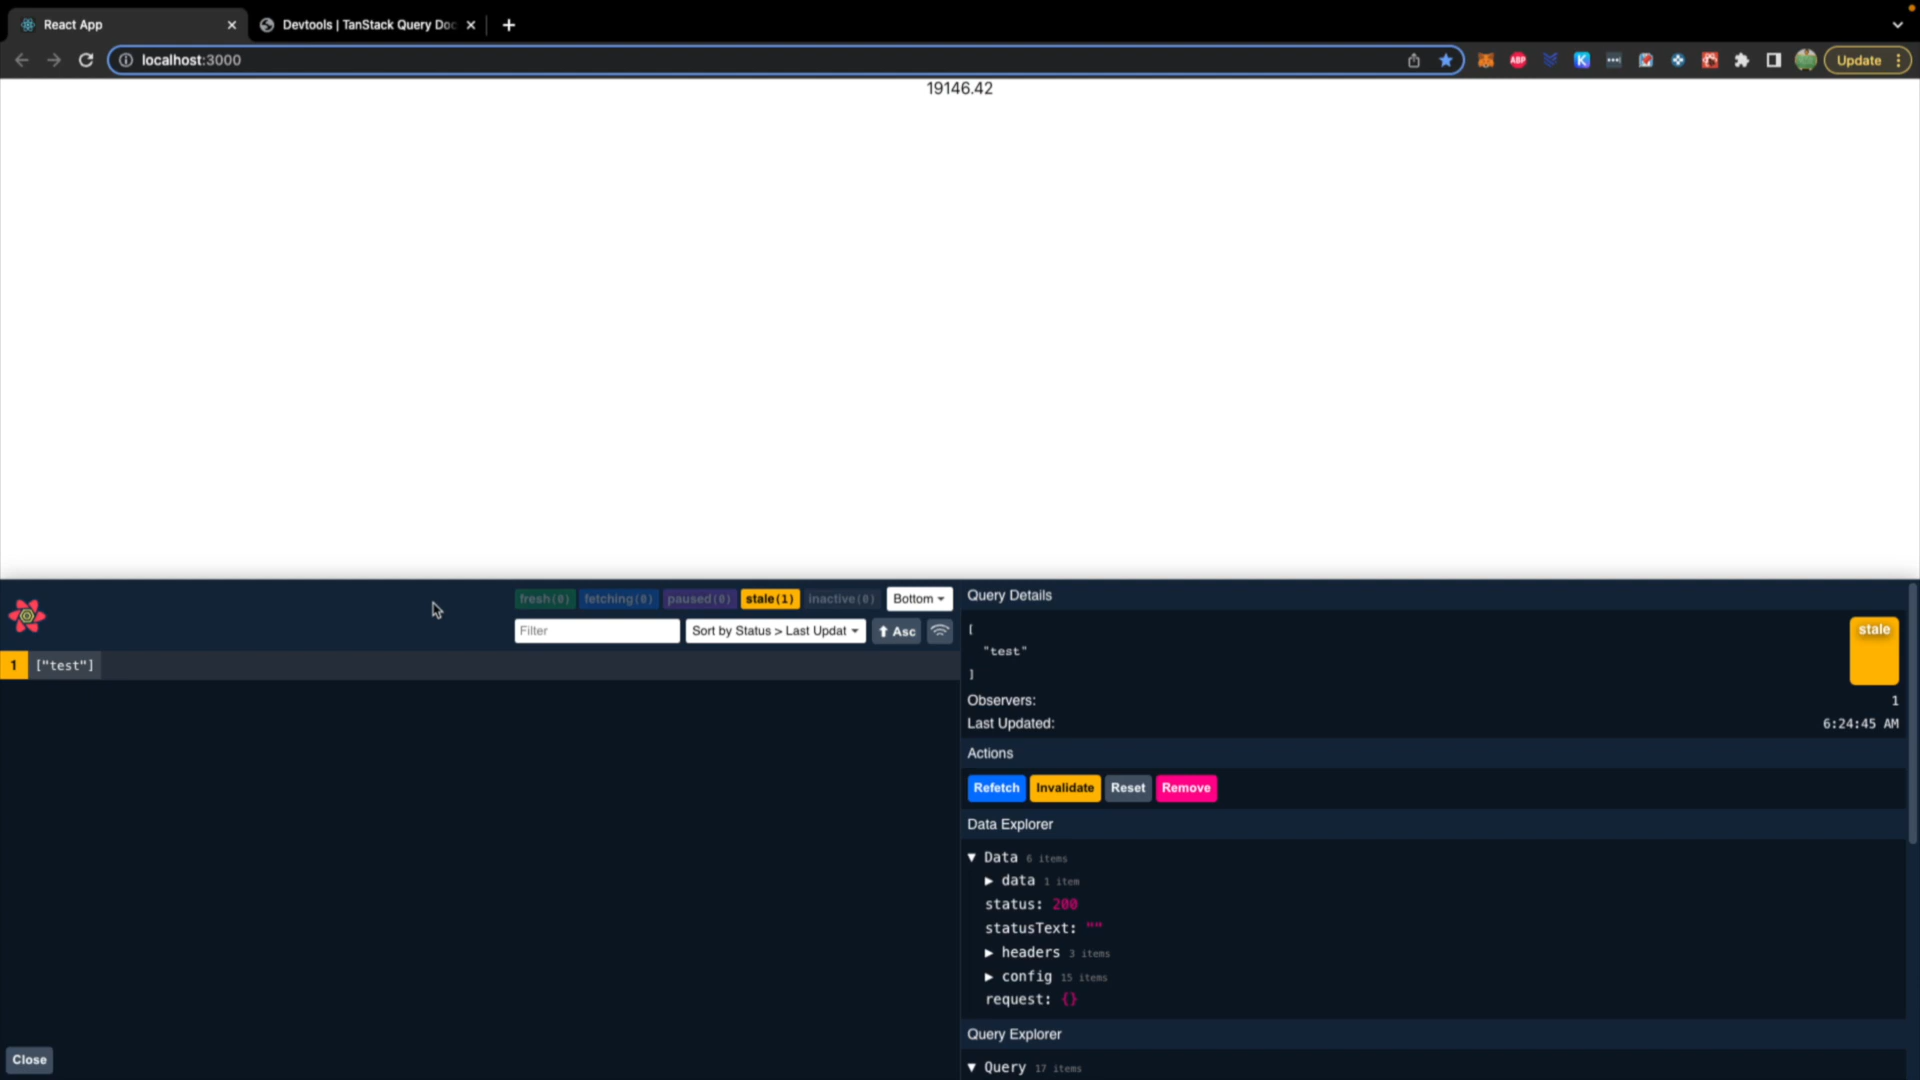 React App
Devtools | TanStack Query Doc
localhost:3000
ABP
K
Update
19146.42
fresh(0) fetching(0) paused(0) stale(1) inactive(0) Bottom
Filter Sort by Status > Last Updat Asc
1 ["test"]
Close
Query Details
[
"test"
]
stale
Observers: 1
Last Updated: 6:24:45 AM
Actions
Refetch Invalidate Reset Remove
Data Explorer
Data 6 items
data 1 item
status: 200
statusText: ""
headers 3 items
config 15 items
request: {}
Query Explorer
Query 17 items